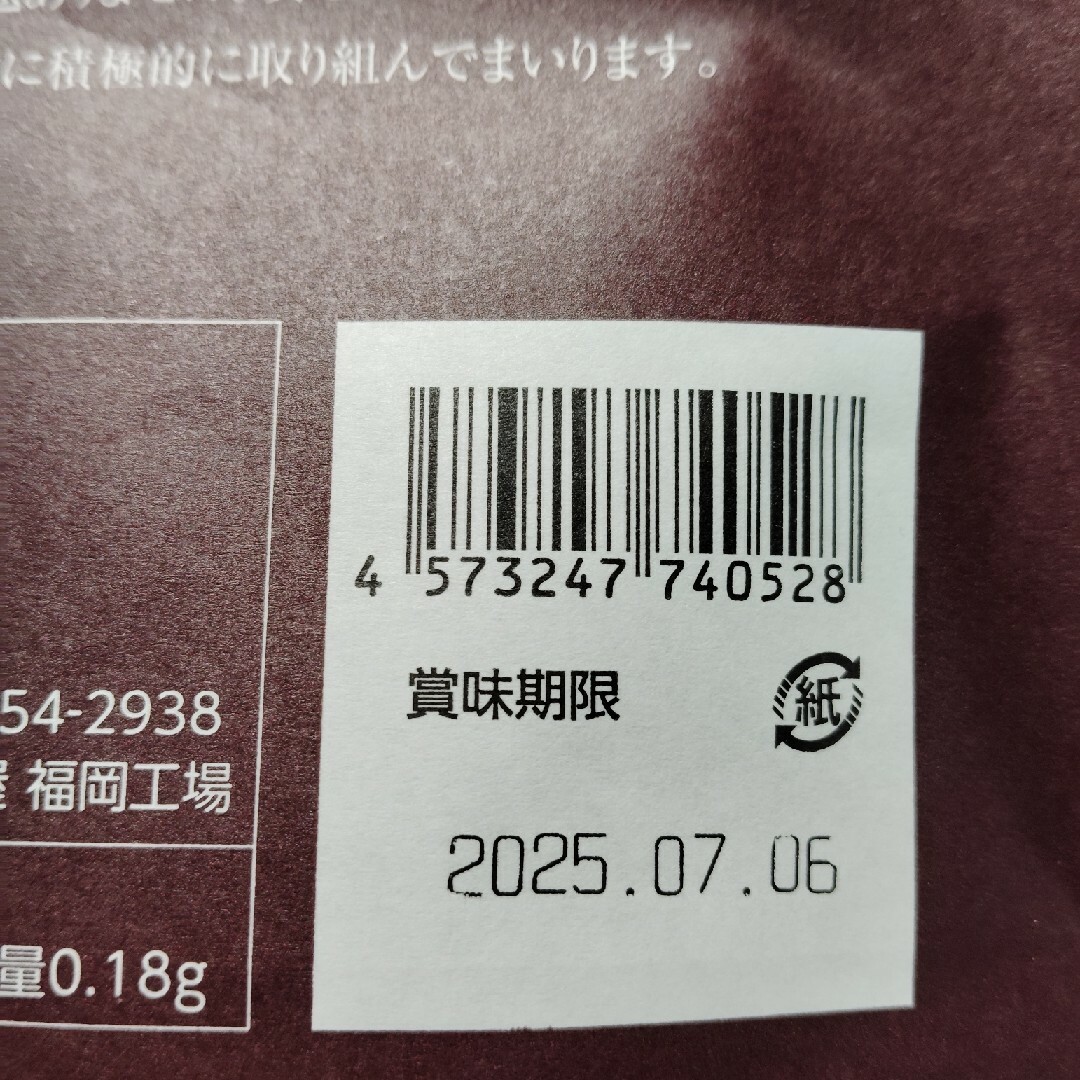 に積極的に取り組んでまいります。
4 573247 740528
賞味期限
紙
54-2938
福岡工場
2025.07.06
量0.18g